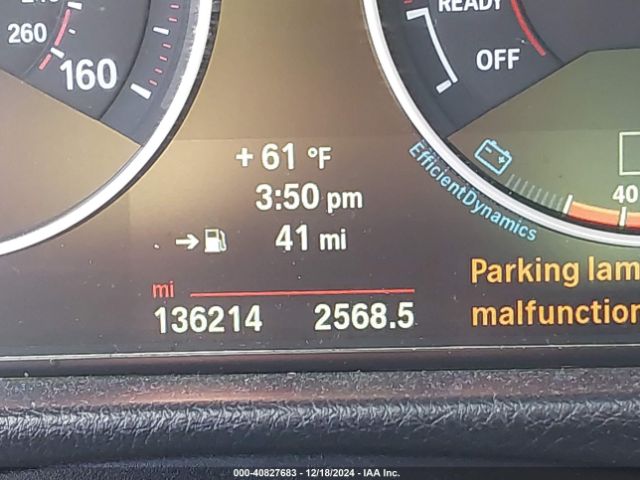 240
260
160
READY
OFF
+ 61 °F
3:50 pm
41 mi
EfficientDynamics
40
mi
136214 2568.5
Parking lam
malfunction
000-40827683 / 12/18/2024 - IAA Inc.